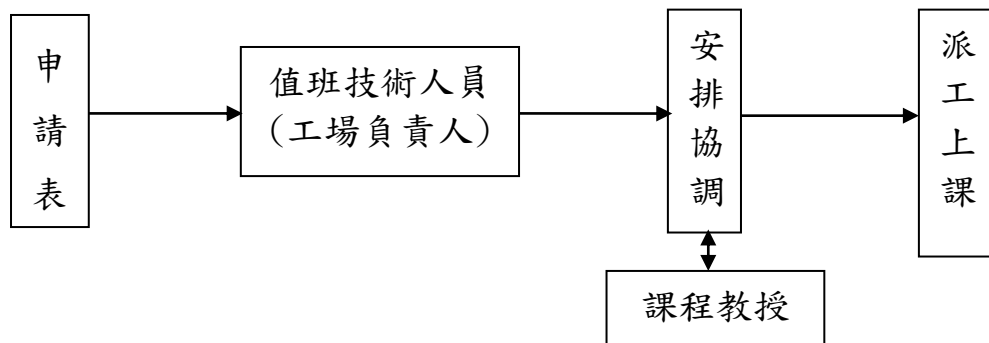 申請表
值班技術人員
(工場負責人)
安排協調
派工上課
課程教授